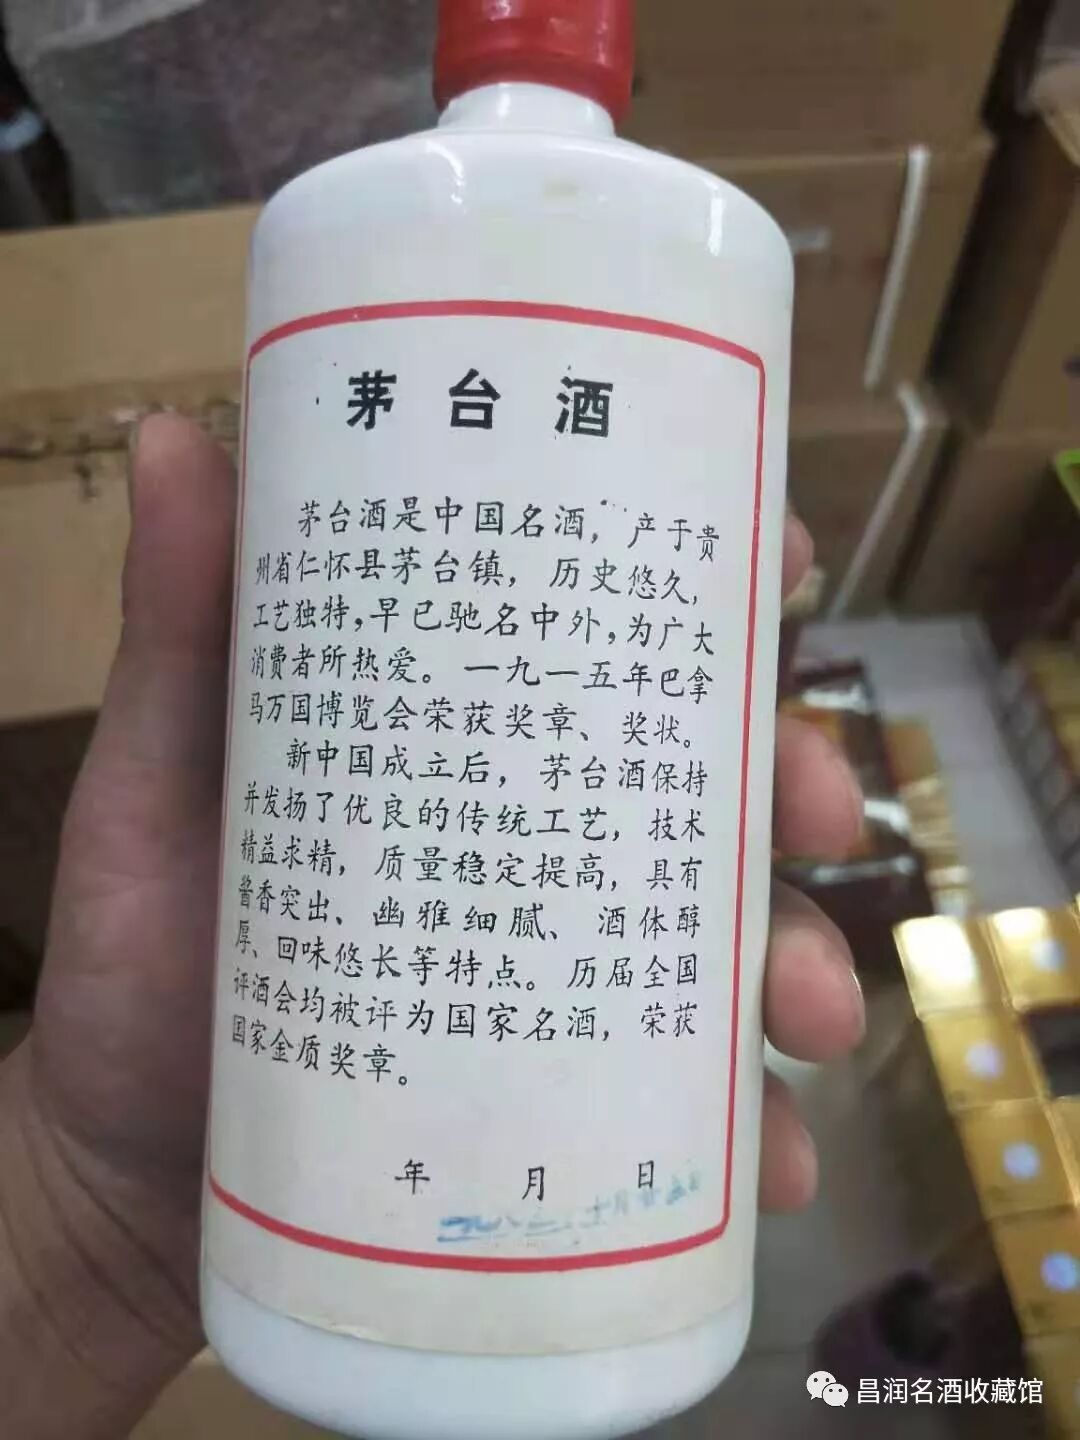 茅台酒
茅台酒是中国名酒，产于贵
州省仁怀县茅台镇，历史悠久，
工艺独特，早已驰名中外，为广大
消费者所热爱。一九一五年巴拿
马万国博览会荣获奖章、奖状。
新中国成立后，茅台酒保持
并发扬了优良的传统工艺，技术
精益求精，质量稳定提高，具有
酱香突出、幽雅细腻、酒体醇
厚、回味悠长等特点。历届全国
评酒会均被评为国家名酒，荣获
国家金质奖章。
年 月 日
昌润名酒收藏馆